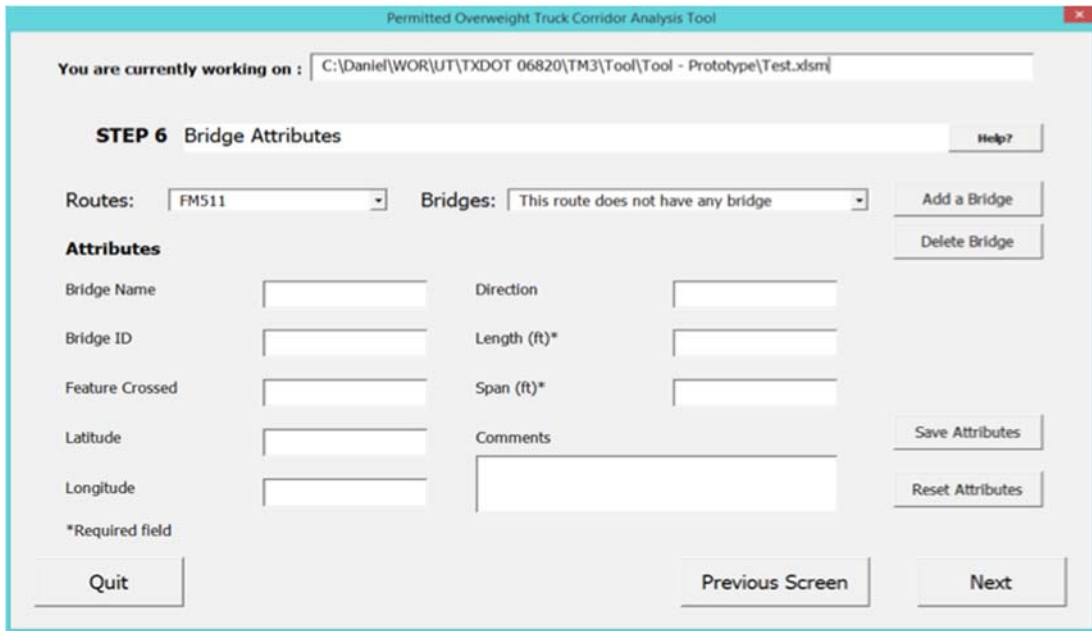 Permitted Overweight Truck Corridor Analysis Tool
You are currently working on : C:\Daniel\WOR\UT\TXDOT 06820\TM3\Tool\Tool - Prototype\Test.xlsm
STEP 6 Bridge Attributes Help?
Routes: FM511 Bridges: This route does not have any bridge Add a Bridge
Delete Bridge
Attributes
Bridge Name Direction
Bridge ID Length (ft)*
Feature Crossed Span (ft)*
Latitude Comments Save Attributes
Longitude Reset Attributes
*Required field
Quit Previous Screen Next